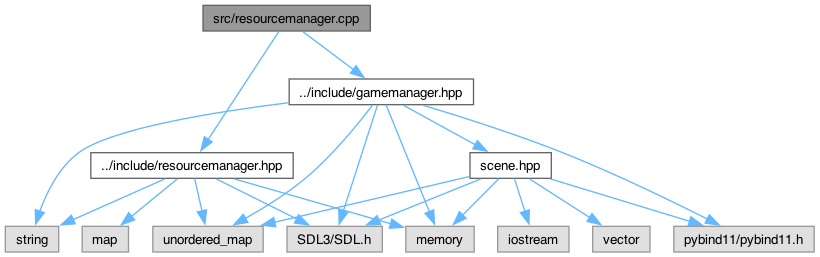 src/resourcemanager.cpp
../include/gamemanager.hpp
../include/resourcemanager.hpp
scene.hpp
string
map
unordered_map
SDL3/SDL.h
memory
iostream
vector
pybind11/pybind11.h